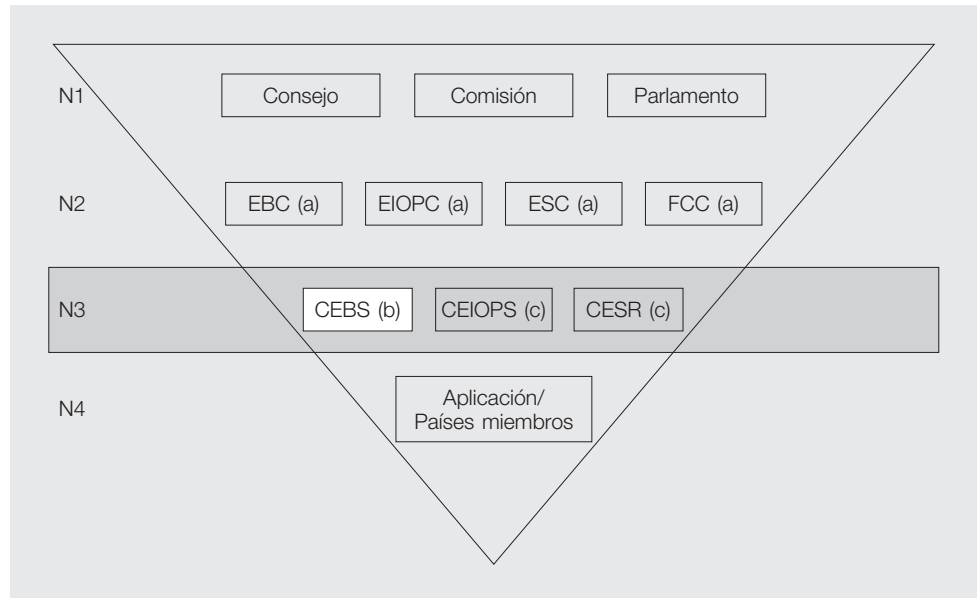 N1 Consejo Comisión Parlamento
N2 EBC (a) EIOPC (a) ESC (a) FCC (a)
N3 CEBS (b) CEIOPS (c) CESR (c)
N4 Aplicación/
Países miembros